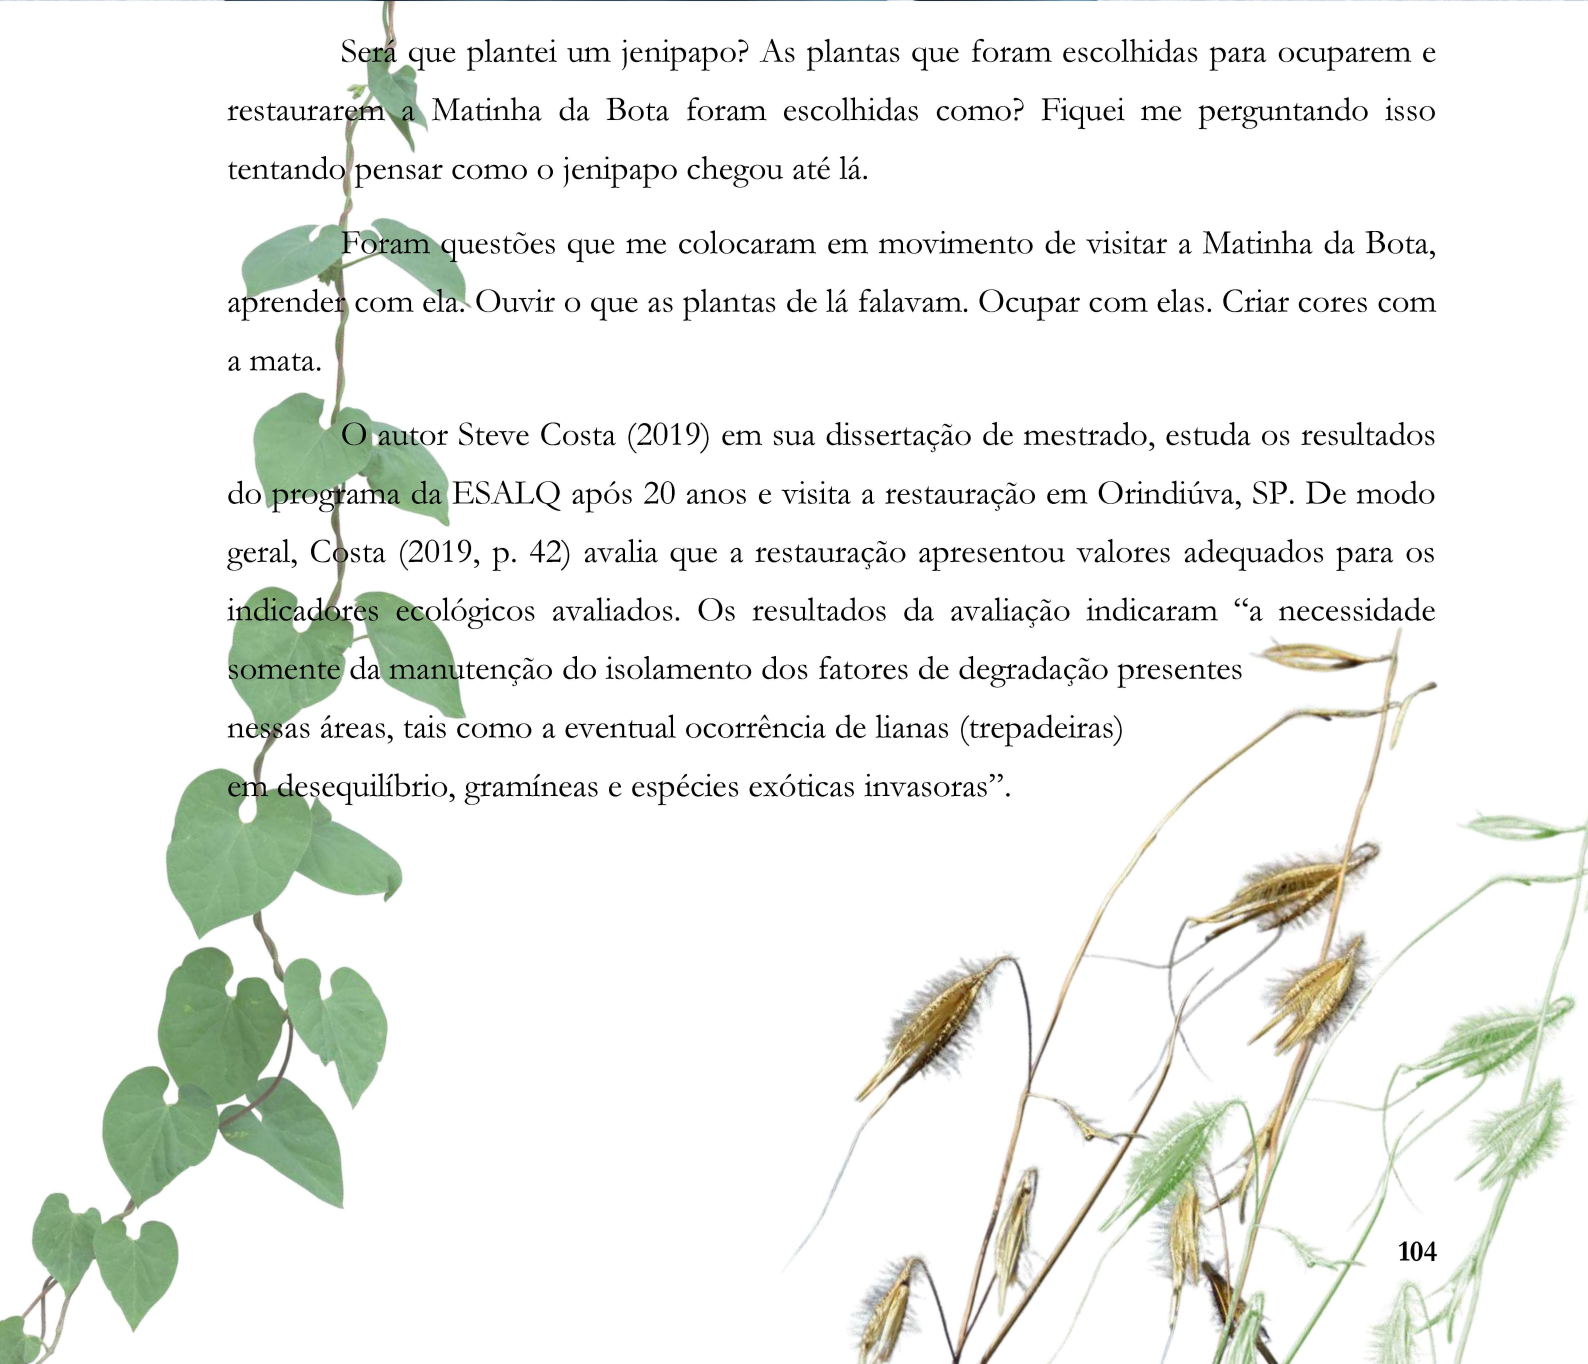 Será que plantei um jenipapo? As plantas que foram escolhidas para ocuparem e
restaurarem a Matinha da Bota foram escolhidas como? Fiquei me perguntando isso
tentando pensar como o jenipapo chegou até lá.
Foram questões que me colocaram em movimento de visitar a Matinha da Bota,
aprender com ela. Ouvir o que as plantas de lá falavam. Ocupar com elas. Criar cores com
a mata.
O autor Steve Costa (2019) em sua dissertação de mestrado, estuda os resultados
do programa da ESALQ após 20 anos e visita a restauração em Orindiúva, SP. De modo
geral, Costa (2019, p. 42) avalia que a restauração apresentou valores adequados para os
indicadores ecológicos avaliados. Os resultados da avaliação indicaram “a necessidade
somente da manutenção do isolamento dos fatores de degradação presentes
nessas áreas, tais como a eventual ocorrência de lianas (trepadeiras)
em desequilíbrio, gramíneas e espécies exóticas invasoras”.
104